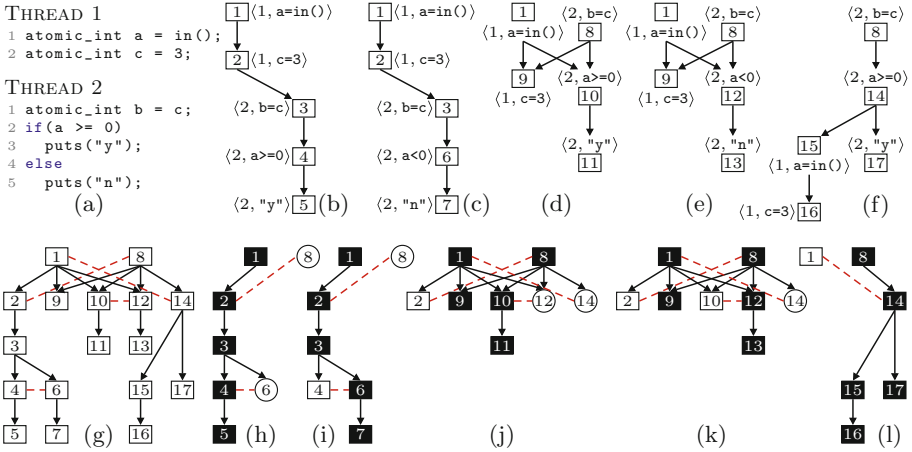 THREAD 1
1 atomic_int a = in();
2 atomic_int c = 3;
THREAD 2
1 atomic_int b = c;
2 if(a >= 0)
3 puts("y");
4 else
5 puts("n");
(a)
1 ⟨1, a=in()⟩
2 ⟨1, c=3⟩
⟨2, b=c⟩ 3
⟨2, a>=0⟩ 4
⟨2, "y"⟩ 5
(b)
1 ⟨1, a=in()⟩
2 ⟨1, c=3⟩
⟨2, b=c⟩ 3
⟨2, a<0⟩ 6
⟨2, "n"⟩ 7
(c)
1 ⟨2, b=c⟩
⟨1, a=in()⟩ 8
9 ⟨2, a>=0⟩
⟨1, c=3⟩ 10
⟨2, "y"⟩
11
(d)
1 ⟨2, b=c⟩
⟨1, a=in()⟩ 8
9 ⟨2, a<0⟩
⟨1, c=3⟩ 12
⟨2, "n"⟩
13
(e)
⟨2, b=c⟩
8
⟨2, a>=0⟩
14
15 ⟨2, "y"⟩
⟨1, a=in()⟩ 17
⟨1, c=3⟩ 16
(f)
1 8
2 9 10 12 14
3 11 13
4 6 15 17
5 7 16
(g)
1 8
2
3
4 6
5
(h)
1 8
2
3
4 6
7
(i)
1 8
2 9 10 12 14
11
(j)
1 8
2 9 10 12 14
13
(k)
1 8
14
15 17
16
(l)